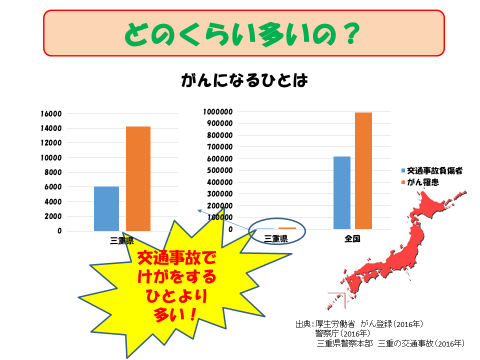 どのくらい多いの？
がんになるひとは
16000
14000
12000
10000
8000
6000
4000
2000
0
三重県
1000000
900000
800000
700000
600000
500000
400000
300000
200000
100000
0
三重県
全国
交通事故負傷者
がん罹患
交通事故で
けがをする
ひとより
多い！
出典：厚生労働省 がん登録（2016年）
警察庁（2016年）
三重県警察本部 三重の交通事故（2016年）